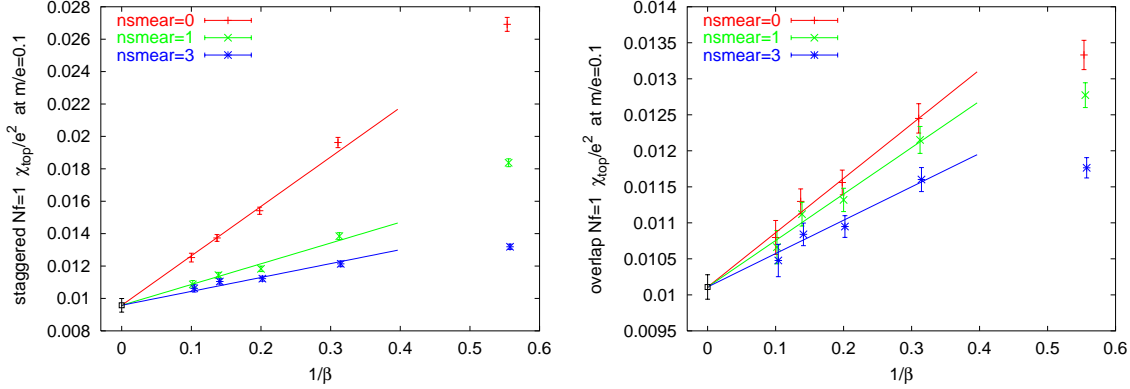 staggered Nf=1 χtop/e² at m/e=0.1
nsmear=0
nsmear=1
nsmear=3
0.028
0.026
0.024
0.022
0.02
0.018
0.016
0.014
0.012
0.01
0.008
0 0.1 0.2 0.3 0.4 0.5 0.6
1/β
overlap Nf=1 χtop/e² at m/e=0.1
nsmear=0
nsmear=1
nsmear=3
0.014
0.0135
0.013
0.0125
0.012
0.0115
0.011
0.0105
0.01
0.0095
0 0.1 0.2 0.3 0.4 0.5 0.6
1/β